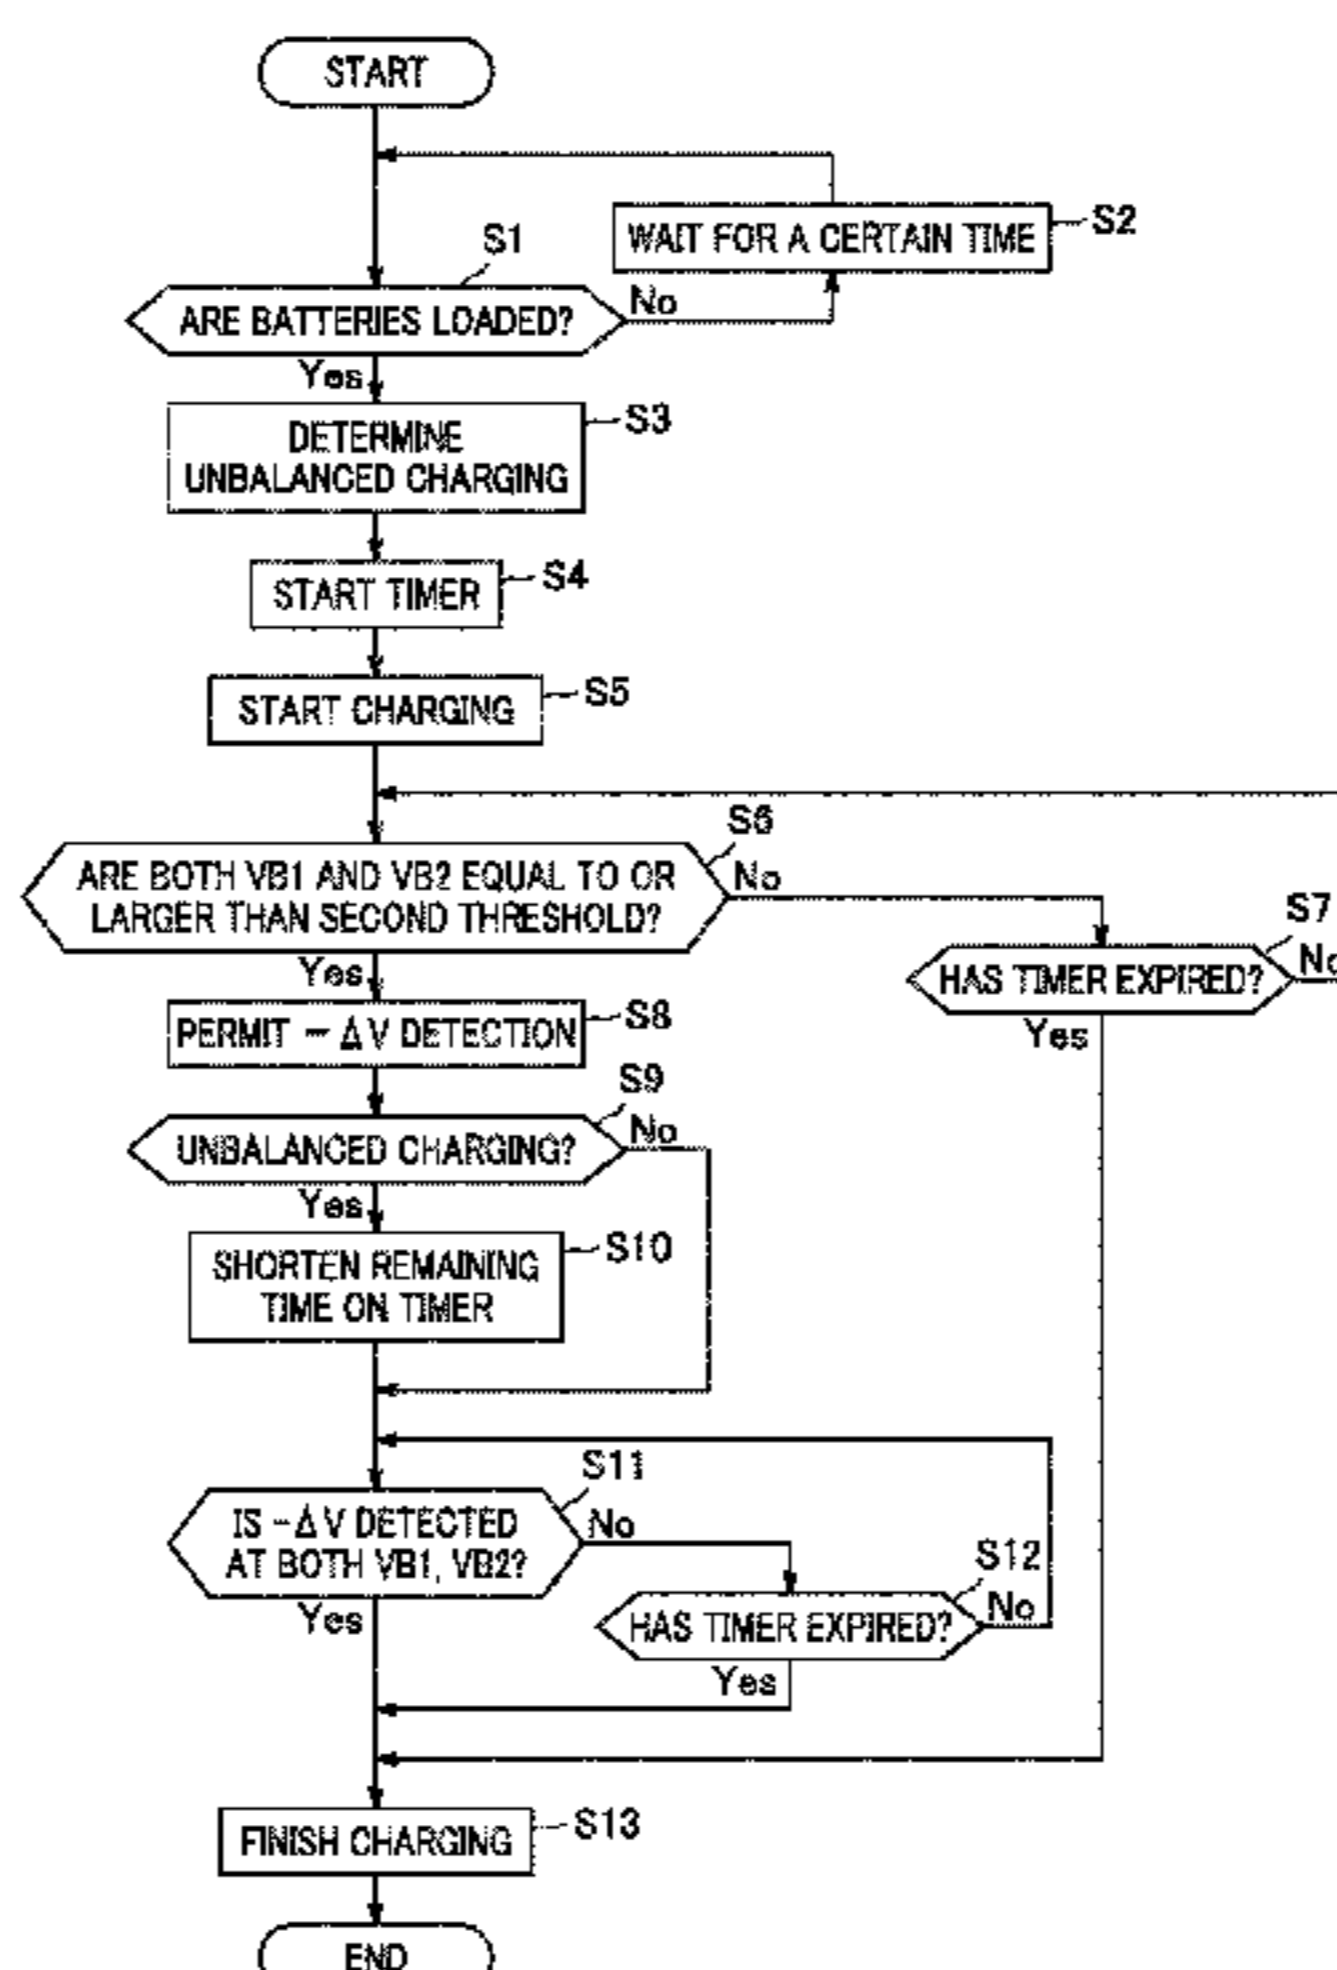 START
WAIT FOR A CERTAIN TIME
S2
S1
ARE BATTERIES LOADED?
No
Yes
DETERMINE
UNBALANCED CHARGING
S3
START TIMER
S4
START CHARGING
S5
S6
ARE BOTH VB1 AND VB2 EQUAL TO OR
LARGER THAN SECOND THRESHOLD?
No
Yes
S7
HAS TIMER EXPIRED?
No
Yes
PERMIT -ΔV DETECTION
S8
S9
UNBALANCED CHARGING?
No
Yes
SHORTEN REMAINING
TIME ON TIMER
S10
S11
IS -ΔV DETECTED
AT BOTH VB1, VB2?
No
Yes
S12
HAS TIMER EXPIRED?
No
Yes
FINISH CHARGING
S13
END